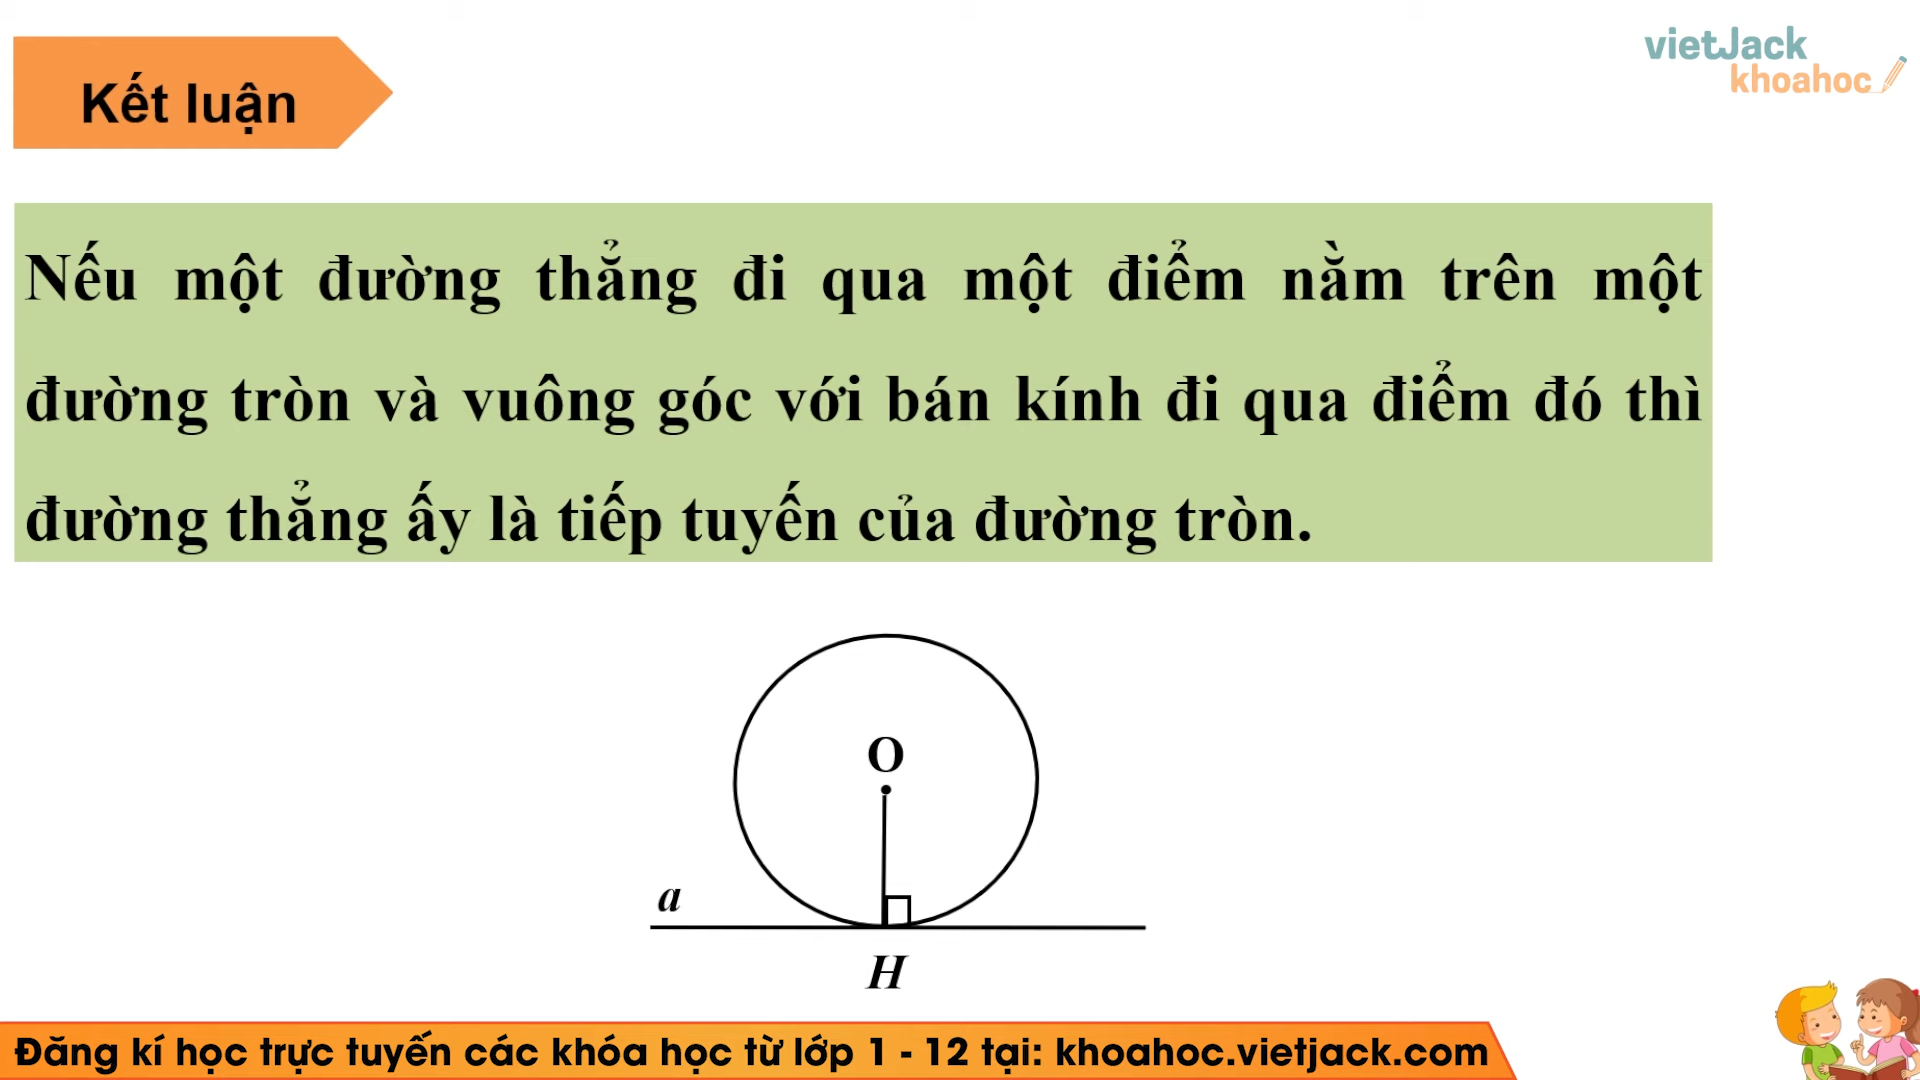 vietJack
khoahoc
Kết luận
Nếu một đường thẳng đi qua một điểm nằm trên một
đường tròn và vuông góc với bán kính đi qua điểm đó thì
đường thẳng ấy là tiếp tuyến của đường tròn.
O
a
H
Đăng kí học trực tuyến các khóa học từ lớp 1 - 12 tại: khoahoc.vietjack.com